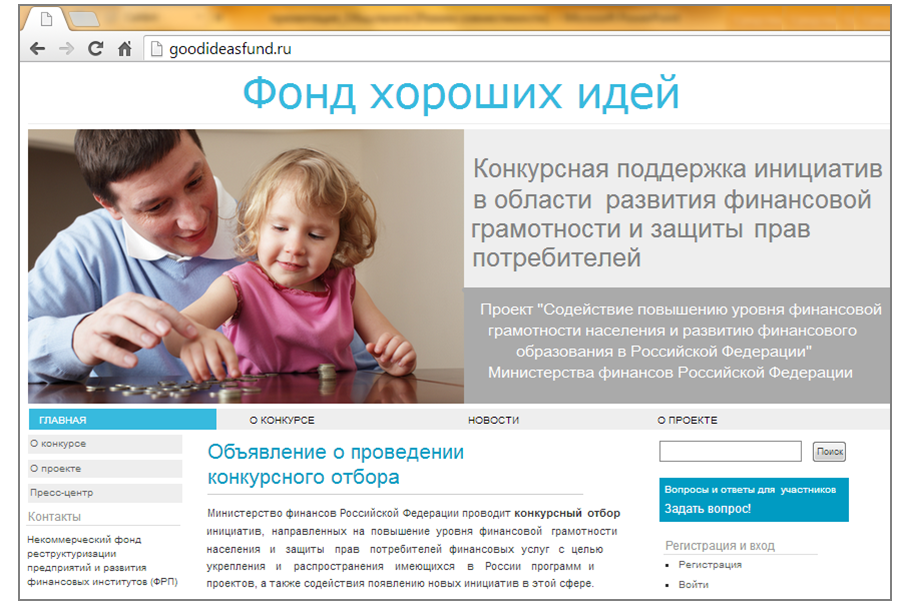 goodideasfund.ru
Фонд хороших идей
Конкурсная поддержка инициатив
в области развития финансовой
грамотности и защиты прав
потребителей
Проект "Содействие повышению уровня финансовой
грамотности населения и развитию финансового
образования в Российской Федерации"
Министерства финансов Российской Федерации
ГЛАВНАЯ
О КОНКУРСЕ
НОВОСТИ
О ПРОЕКТЕ
О конкурсе
О проекте
Пресс-центр
Контакты
Некоммерческий фонд
реструктуризации
предприятий и развития
финансовых институтов (ФРП)
Объявление о проведении
конкурсного отбора
Министерство финансов Российской Федерации проводит конкурсный отбор
инициатив, направленных на повышение уровня финансовой грамотности
населения и защиты прав потребителей финансовых услуг с целью
укрепления и распространения имеющихся в России программ и
проектов, а также содействия появлению новых инициатив в этой сфере.
Поиск
Вопросы и ответы для участников
Задать вопрос!
Регистрация и вход
Регистрация
Войти